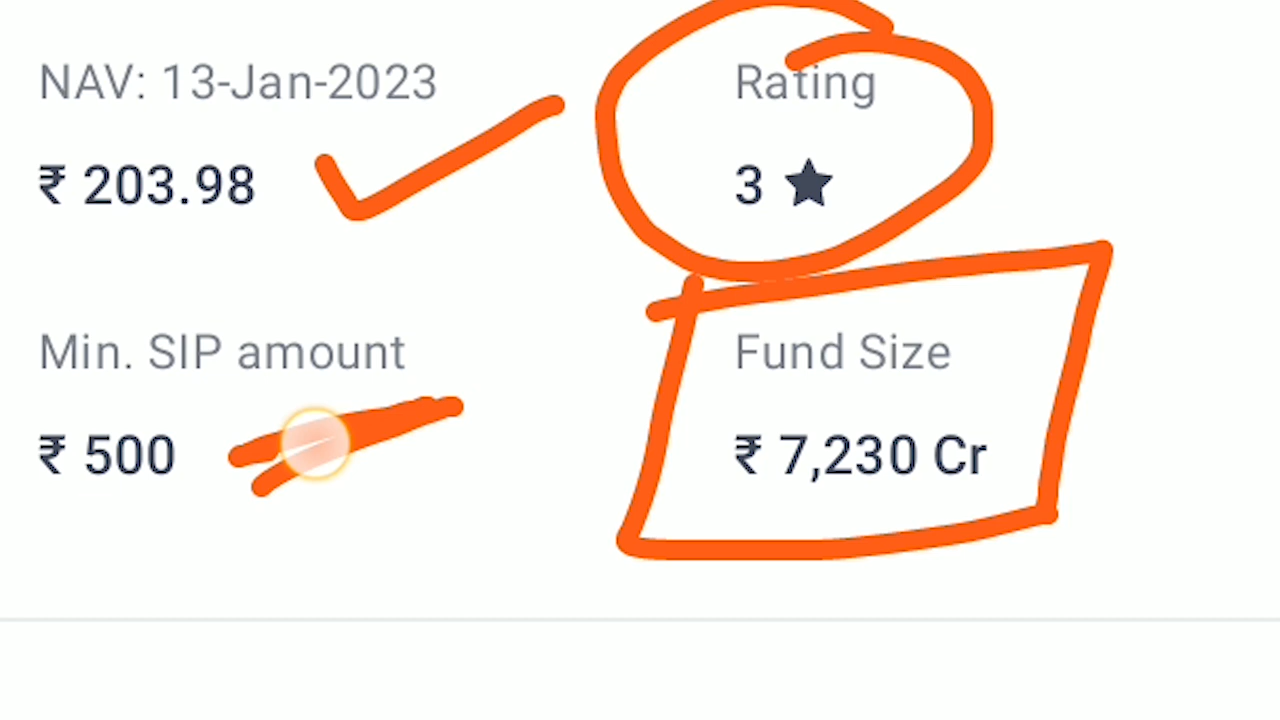 NAV: 13-Jan-2023
₹ 203.98
Rating
3 ★
Min. SIP amount
₹ 500
Fund Size
₹ 7,230 Cr